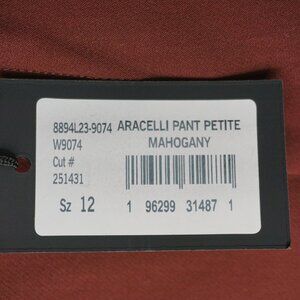 8894L23-9074 ARACELLI PANT PETITE
W9074 MAHOGANY
Cut #
251431
Sz 12
1 96299 31487 1